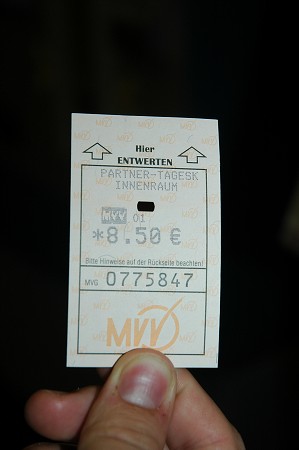 Hier
ENTWERTEN
PARTNER-TAGESK
INNENRAUM
MVV 01
*8.50 €
Bitte Hinweise auf der Rückseite beachten!
MVG 0775847
MVV